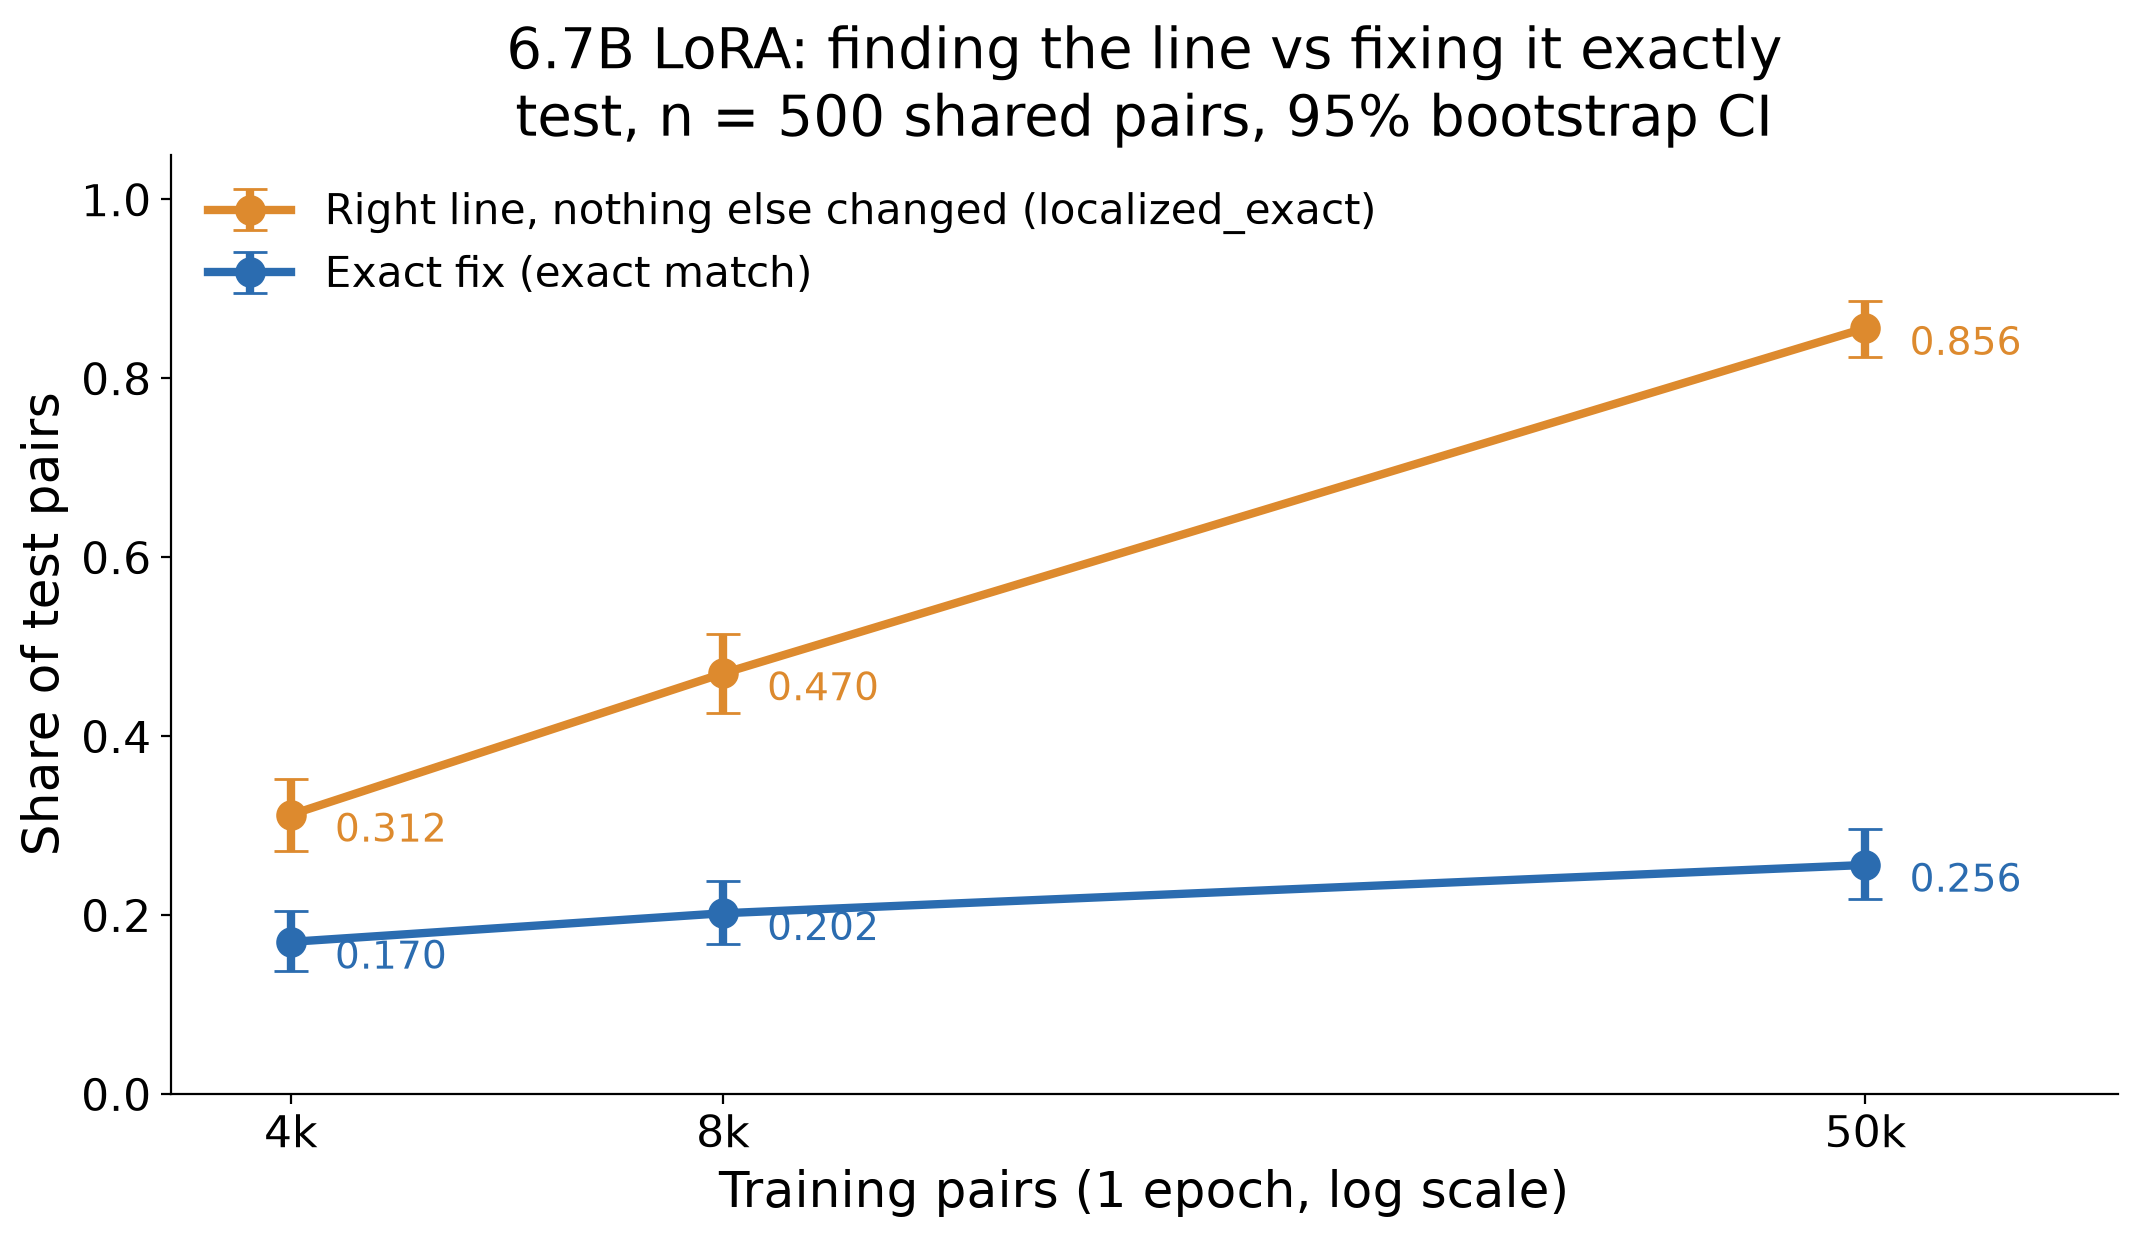 6.7B LoRA: finding the line vs fixing it exactly
test, n = 500 shared pairs, 95% bootstrap CI
Right line, nothing else changed (localized_exact)
Exact fix (exact match)
Share of test pairs
1.0
0.8
0.6
0.4
0.2
0.0
0.856
0.470
0.312
0.256
0.202
0.170
4k
8k
50k
Training pairs (1 epoch, log scale)